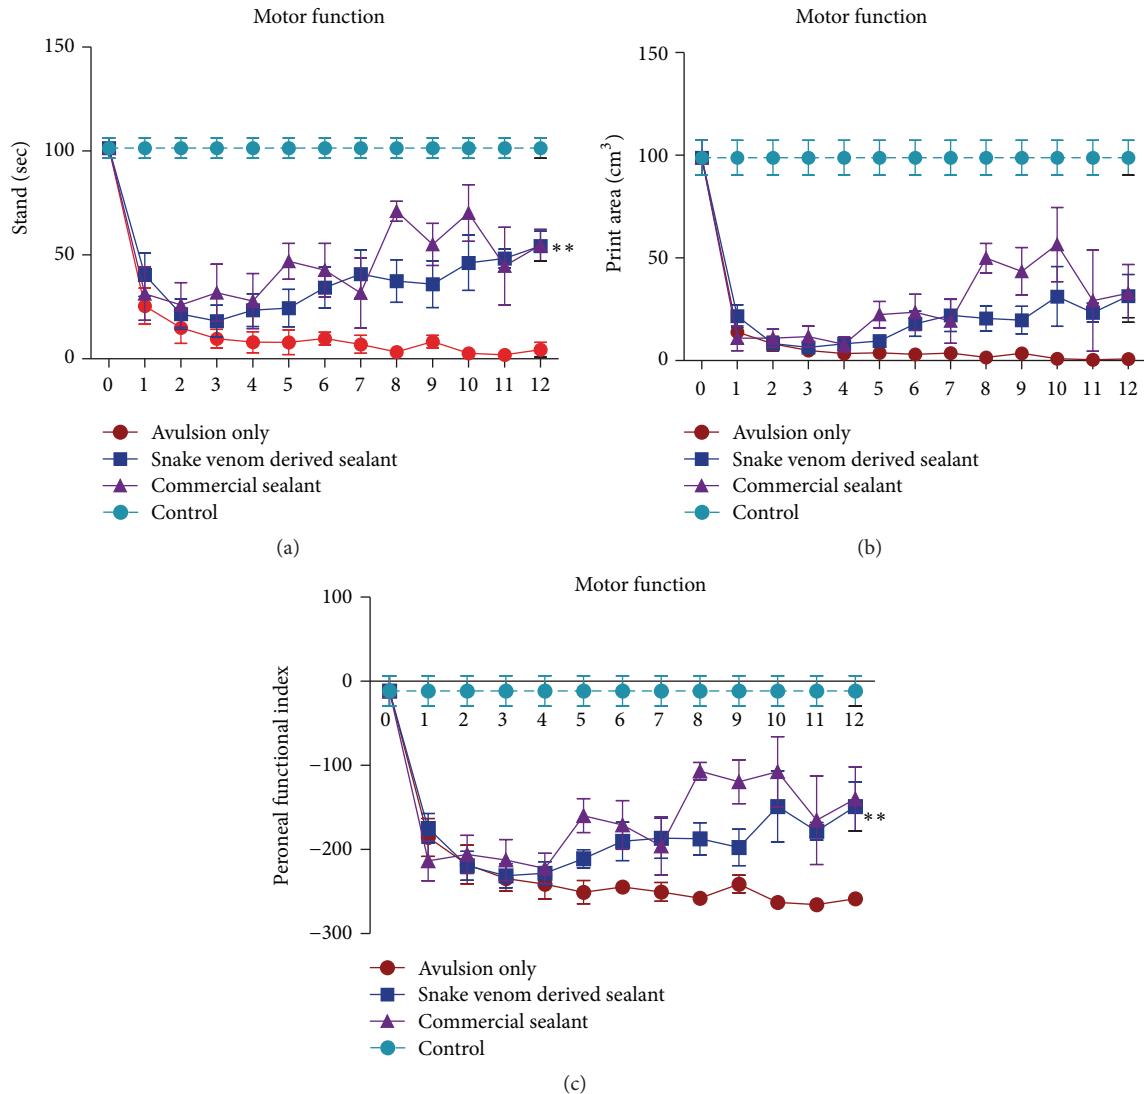 Motor function
Stand (sec)
150
100
50
0
0 1 2 3 4 5 6 7 8 9 10 11 12
**
Avulsion only
Snake venom derived sealant
Commercial sealant
Control
(a)
Motor function
Print area (cm³)
150
100
50
0
0 1 2 3 4 5 6 7 8 9 10 11 12
Avulsion only
Snake venom derived sealant
Commercial sealant
Control
(b)
Motor function
Peroneal functional index
100
0
−100
−200
−300
0 1 2 3 4 5 6 7 8 9 10 11 12
**
Avulsion only
Snake venom derived sealant
Commercial sealant
Control
(c)